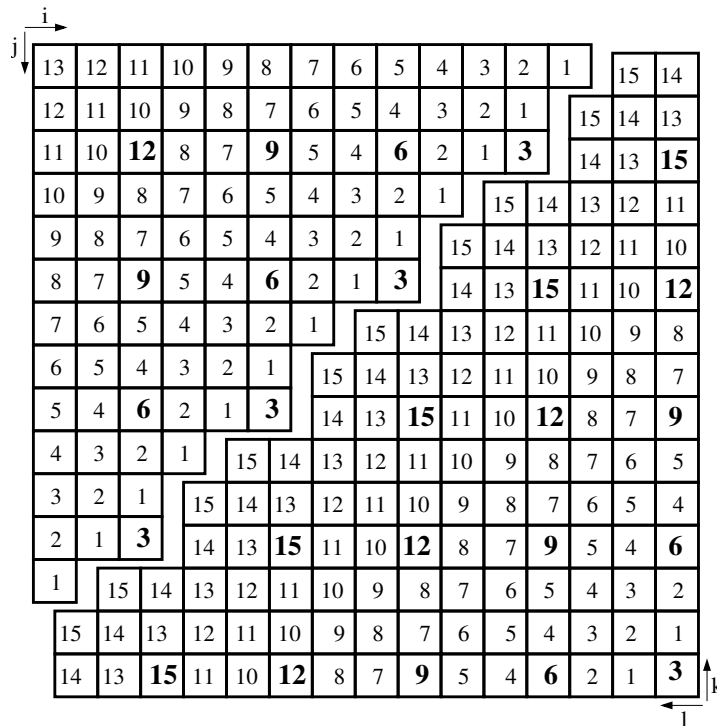 i
j
13 12 11 10 9 8 7 6 5 4 3 2 1 15 14
12 11 10 9 8 7 6 5 4 3 2 1 15 14 13
11 10 12 8 7 9 5 4 6 2 1 3 14 13 15
10 9 8 7 6 5 4 3 2 1 15 14 13 12 11
9 8 7 6 5 4 3 2 1 15 14 13 12 11 10
8 7 9 5 4 6 2 1 3 14 13 15 11 10 12
7 6 5 4 3 2 1 15 14 13 12 11 10 9 8
6 5 4 3 2 1 15 14 13 12 11 10 9 8 7
5 4 6 2 1 3 14 13 15 11 10 12 8 7 9
4 3 2 1 15 14 13 12 11 10 9 8 7 6 5
3 2 1 15 14 13 12 11 10 9 8 7 6 5 4
2 1 3 14 13 15 11 10 12 8 7 9 5 4 6
1 15 14 13 12 11 10 9 8 7 6 5 4 3 2
15 14 13 12 11 10 9 8 7 6 5 4 3 2 1
14 13 15 11 10 12 8 7 9 5 4 6 2 1 3
k
l